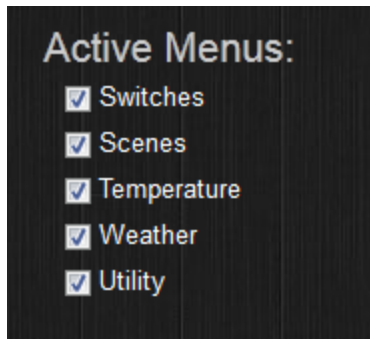 Active Menus:
Switches
Scenes
Temperature
Weather
Utility